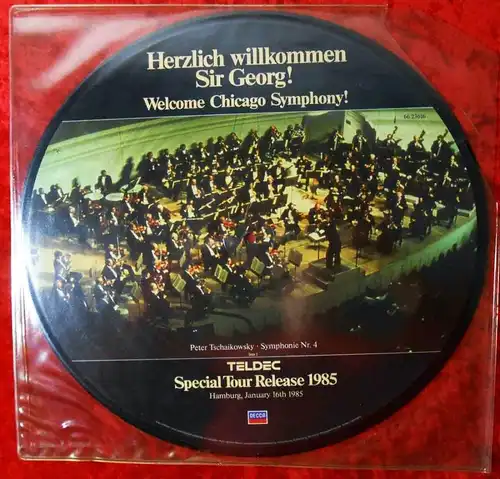 Herzlich willkommen
Sir Georg!
Welcome Chicago Symphony!
Peter Tschaikowsky · Symphonie Nr. 4
TELDEC
Special Tour Release 1985
Hamburg, January 16th 1985
DECCA